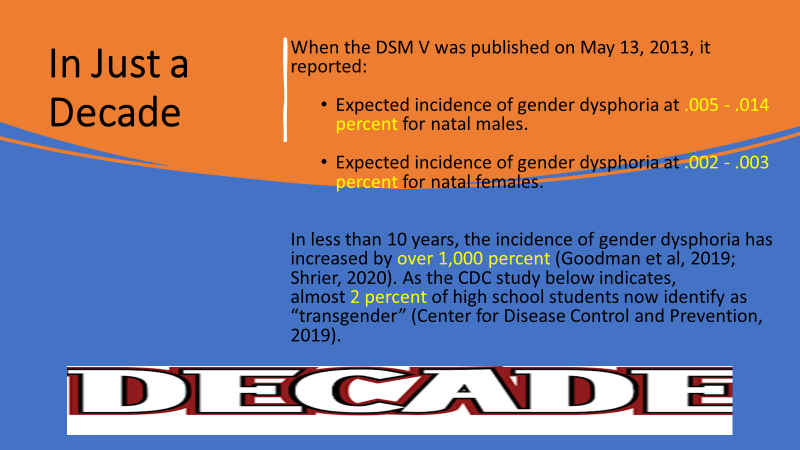 In Just a
Decade
When the DSM V was published on May 13, 2013, it
reported:
• Expected incidence of gender dysphoria at .005 - .014
percent for natal males.
• Expected incidence of gender dysphoria at .002 - .003
percent for natal females.
In less than 10 years, the incidence of gender dysphoria has
increased by over 1,000 percent (Goodman et al, 2019;
Shrier, 2020). As the CDC study below indicates,
almost 2 percent of high school students now identify as
“transgender” (Center for Disease Control and Prevention,
2019).
DECADE